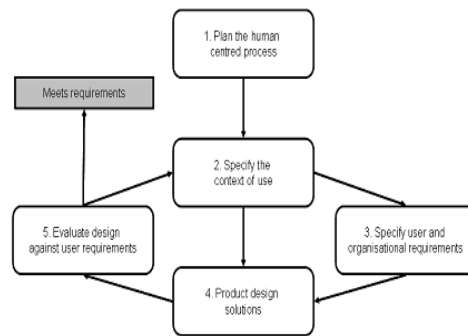 1. Plan the human
centred process
Meets requirements
2. Specify the
context of use
5. Evaluate design
against user requirements
3. Specify user and
organisational requirements
4. Product design
solutions